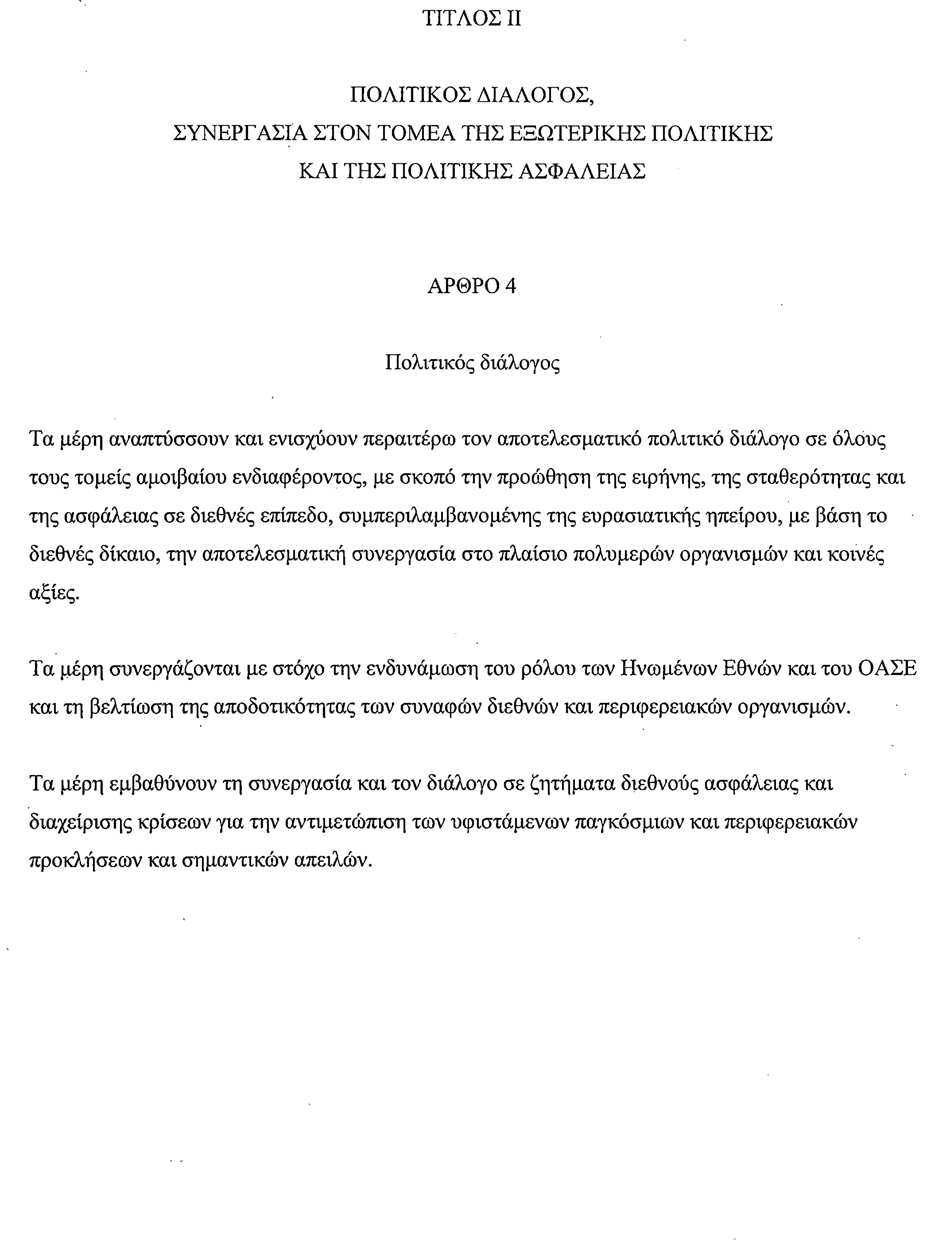 ΤΙΤΛΟΣ ΙΙ
ΠΟΛΙΤΙΚΟΣ ΔΙΑΛΟΓΟΣ,
ΣΥΝΕΡΓΑΣΙΑ ΣΤΟΝ ΤΟΜΕΑ ΤΗΣ ΕΞΩΤΕΡΙΚΗΣ ΠΟΛΙΤΙΚΗΣ
ΚΑΙ ΤΗΣ ΠΟΛΙΤΙΚΗΣ ΑΣΦΑΛΕΙΑΣ
ΑΡΘΡΟ 4
Πολιτικός διάλογος
Τα μέρη αναπτύσσουν και ενισχύουν περαιτέρω τον αποτελεσματικό πολιτικό διάλογο σε όλους
τους τομείς αμοιβαίου ενδιαφέροντος, με σκοπό την προώθηση της ειρήνης, της σταθερότητας και
της ασφάλειας σε διεθνές επίπεδο, συμπεριλαμβανομένης της ευρασιατικής ηπείρου, με βάση το
διεθνές δίκαιο, την αποτελεσματική συνεργασία στο πλαίσιο πολυμερών οργανισμών και κοινές
αξίες.
Τα μέρη συνεργάζονται με στόχο την ενδυνάμωση του ρόλου των Ηνωμένων Εθνών και του ΟΑΣΕ
και τη βελτίωση της αποδοτικότητας των συναφών διεθνών και περιφερειακών οργανισμών.
Τα μέρη εμβαθύνουν τη συνεργασία και τον διάλογο σε ζητήματα διεθνούς ασφάλειας και
διαχείρισης κρίσεων για την αντιμετώπιση των υφιστάμενων παγκόσμιων και περιφερειακών
προκλήσεων και σημαντικών απειλών.